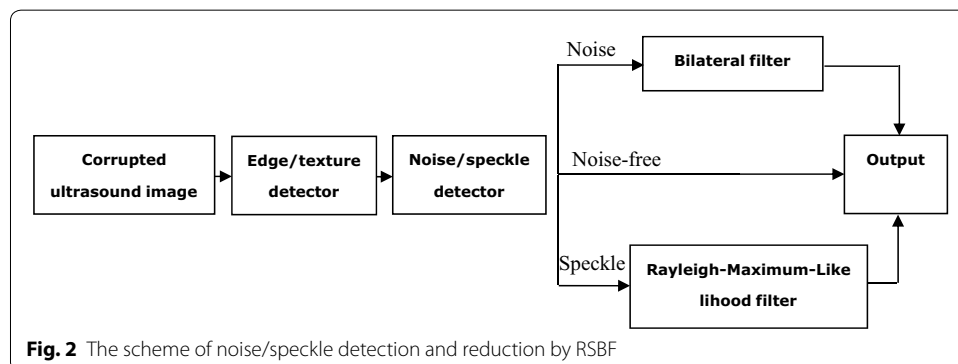 Corrupted
ultrasound image
Edge/texture
detector
Noise/speckle
detector
Noise
Bilateral filter
Noise-free
Output
Speckle
Rayleigh-Maximum-Like
lihood filter
Fig. 2 The scheme of noise/speckle detection and reduction by RSBF